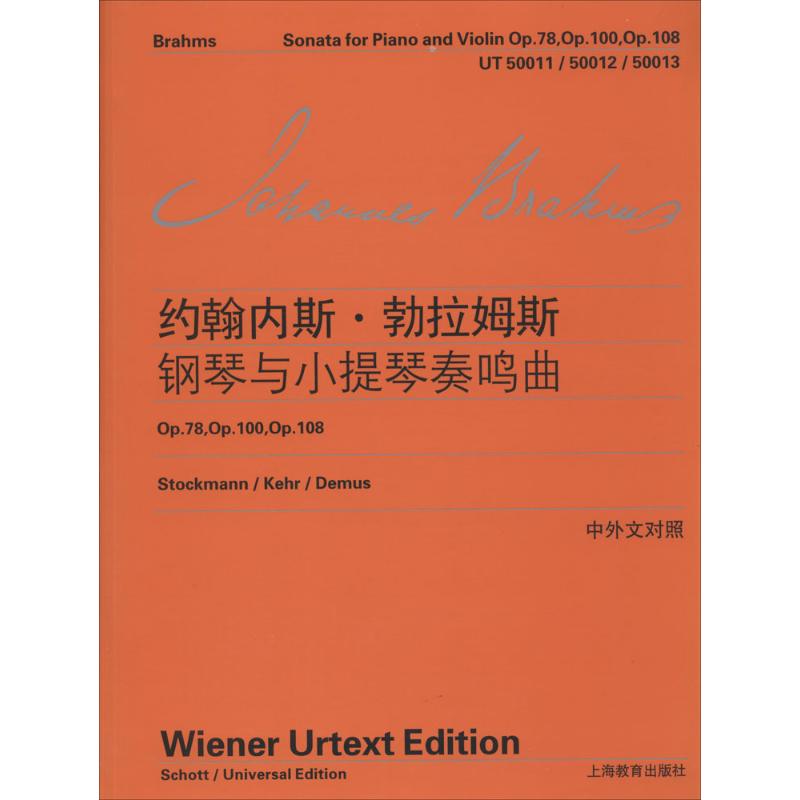 Brahms Sonata for Piano and Violin Op.78,Op.100,Op.108
UT 50011 / 50012 / 50013
Johannes Brahms
约翰内斯·勃拉姆斯
钢琴与小提琴奏鸣曲
Op.78,Op.100,Op.108
Stockmann / Kehr / Demus
中外文对照
Wiener Urtext Edition
Schott / Universal Edition 上海教育出版社